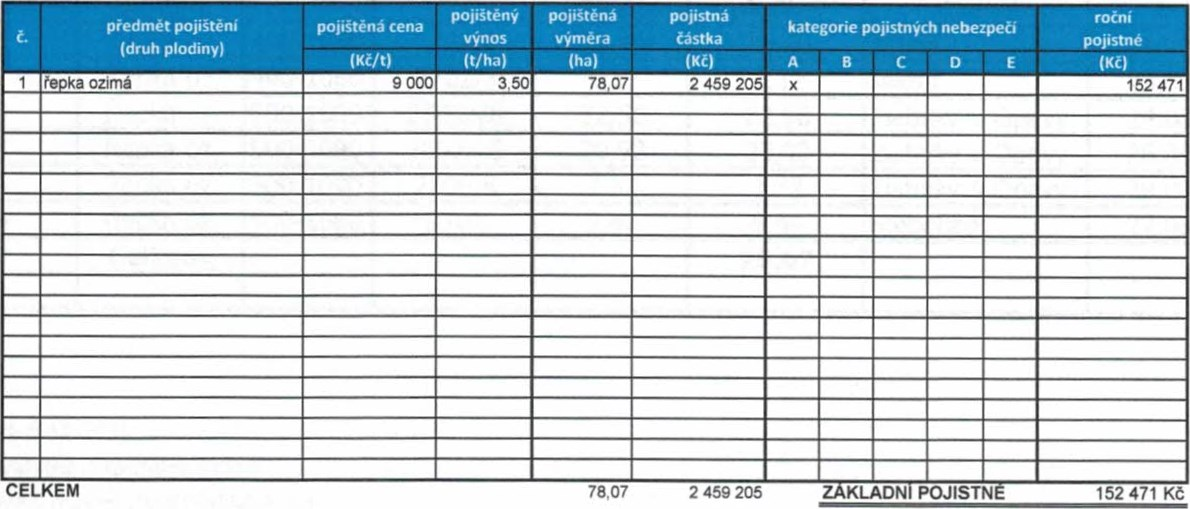 č. předmět pojištění (druh plodiny) pojištěná cena pojištěný výnos pojištěná výměra pojistná částka kategorie pojistných nebezpečí roční pojistné
(Kč/t) (t/ha) (ha) (Kč) A B C D E (Kč)
1 řepka ozimá 9 000 3,50 78,07 2 459 205 x 152 471
CELKEM 78,07 2 459 205 ZÁKLADNÍ POJISTNÉ 152 471 Kč